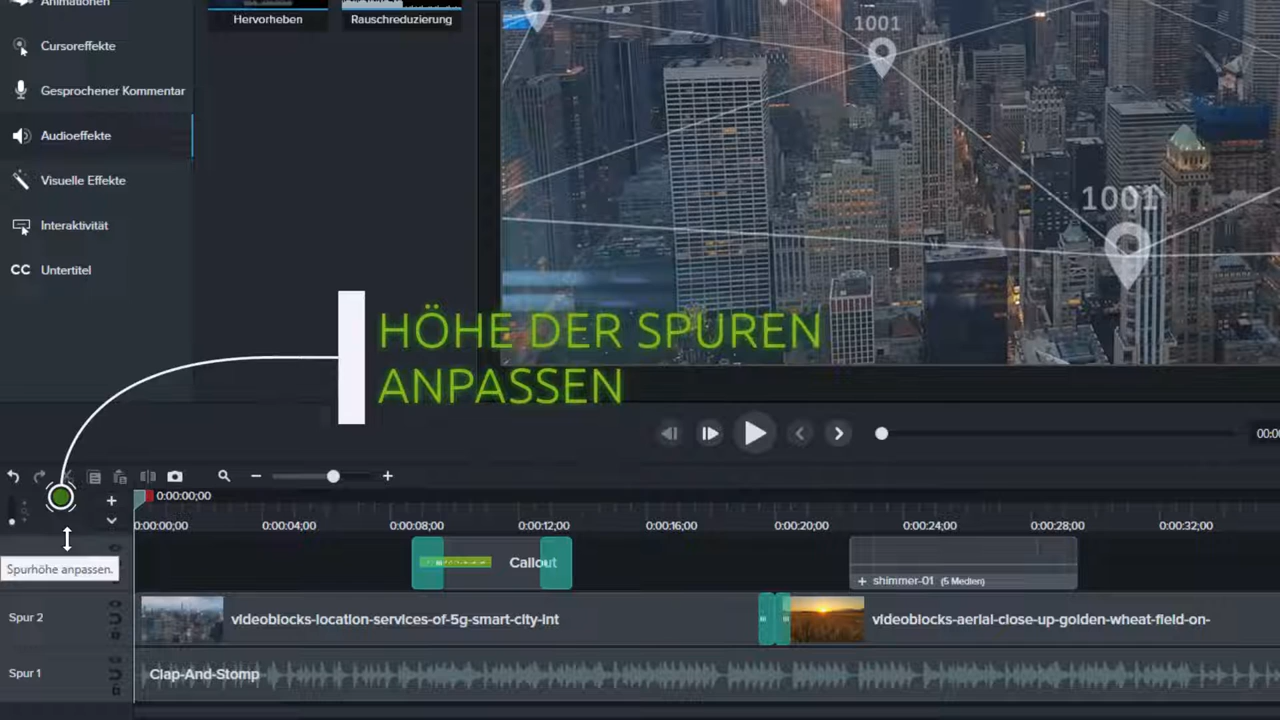 Animationen
Hervorheben
Rauschreduzierung
Cursoreffekte
Gesprochener Kommentar
Audioeffekte
Visuelle Effekte
Interaktivität
CC Untertitel
1001
1001
HÖHE DER SPUREN
ANPASSEN
0:00:00;00
0:00:00;00
0:00:04;00
0:00:08;00
0:00:12;00
0:00:16;00
0:00:20;00
0:00:24;00
0:00:28;00
0:00:32;00
Spurhöhe anpassen.
Callout
+ shimmer-01 (5 Medien)
Spur 2
videoblocks-location-services-of-5g-smart-city-int
videoblocks-aerial-close-up-golden-wheat-field-on-
Spur 1
Clap-And-Stomp